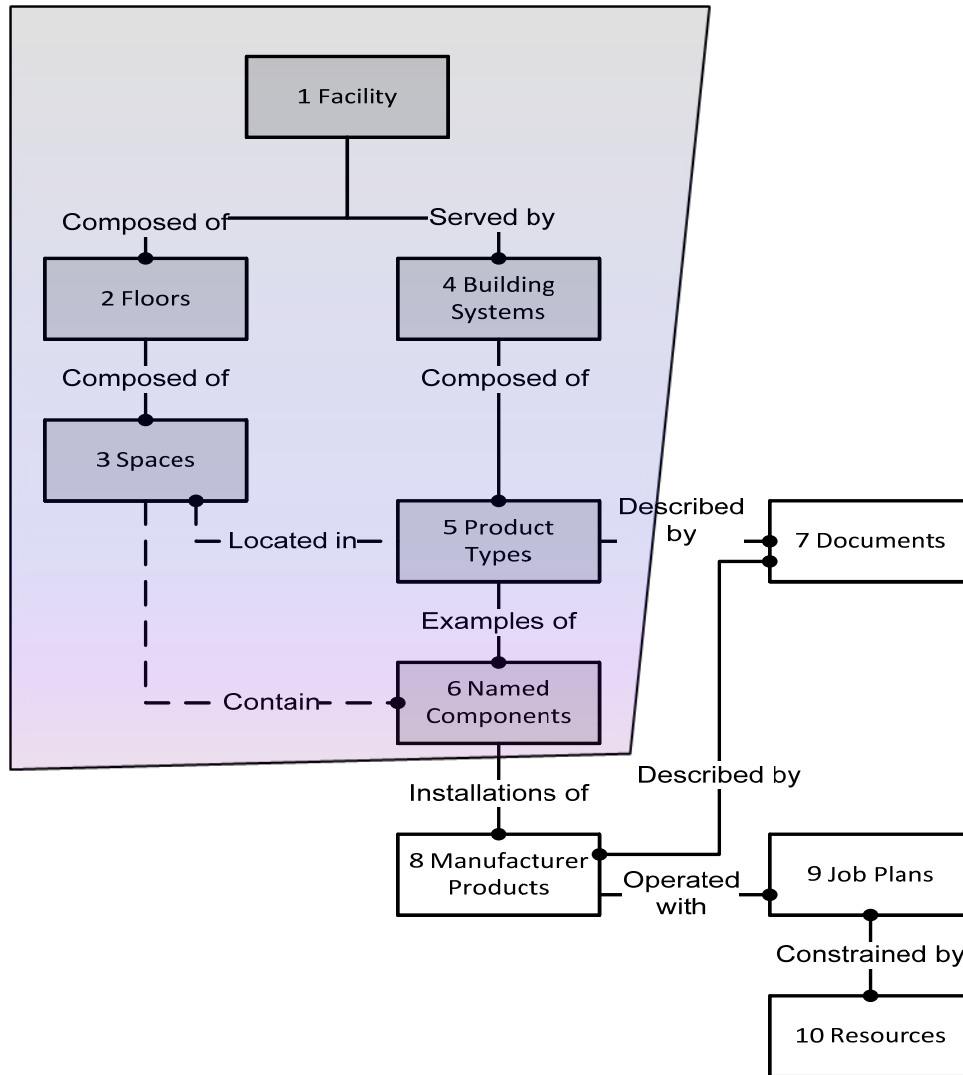 1 Facility
Composed of
Served by
2 Floors
4 Building
Systems
Composed of
Composed of
3 Spaces
Located in
5 Product
Types
Described
by
7 Documents
Examples of
Contain
6 Named
Components
Described by
Installations of
8 Manufacturer
Products
Operated
with
9 Job Plans
Constrained by
10 Resources